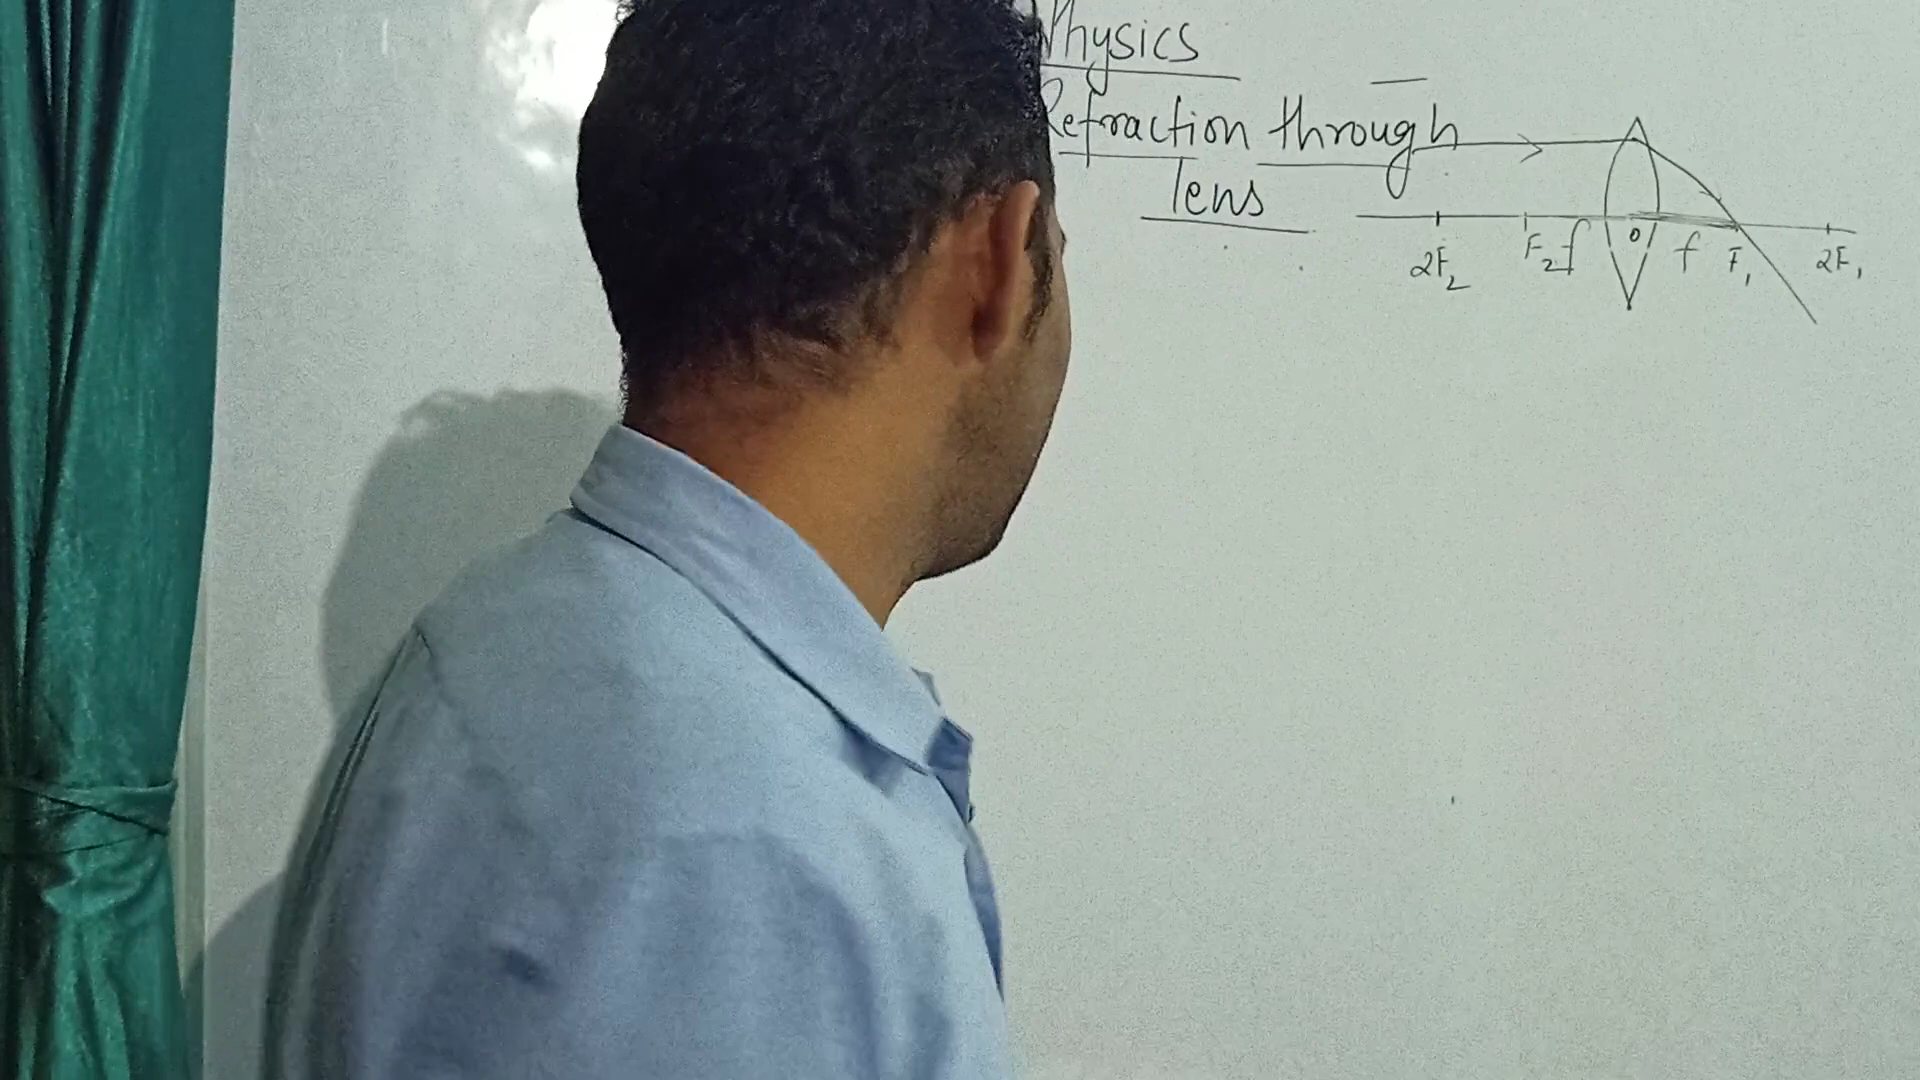 Physics
Refraction through
lens
2F₂ F₂ f O f F₁ 2F₁